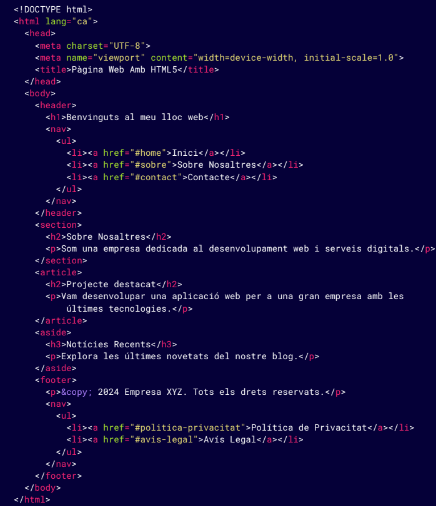 <!DOCTYPE html>
<html lang="ca">
<head>
<meta charset="UTF-8">
<meta name="viewport" content="width=device-width, initial-scale=1.0">
<title>Pàgina Web Amb HTML5</title>
</head>
<body>
<header>
<h1>Benvinguts al meu lloc web</h1>
<nav>
<ul>
<li><a href="#home">Inici</a></li>
<li><a href="#sobre">Sobre Nosaltres</a></li>
<li><a href="#contact">Contacte</a></li>
</ul>
</nav>
</header>
<section>
<h2>Sobre Nosaltres</h2>
<p>Som una empresa dedicada al desenvolupament web i serveis digitals.</p>
</section>
<article>
<h2>Projecte destacat</h2>
<p>Vam desenvolupar una aplicació web per a una gran empresa amb les
últimes tecnologies.</p>
</article>
<aside>
<h3>Notícies Recents</h3>
<p>Explora les últimes novetats del nostre blog.</p>
</aside>
<footer>
<p>&copy; 2024 Empresa XYZ. Tots els drets reservats.</p>
<nav>
<ul>
<li><a href="#politica-privacitat">Política de Privacitat</a></li>
<li><a href="#avis-legal">Avís Legal</a></li>
</ul>
</nav>
</footer>
</body>
</html>